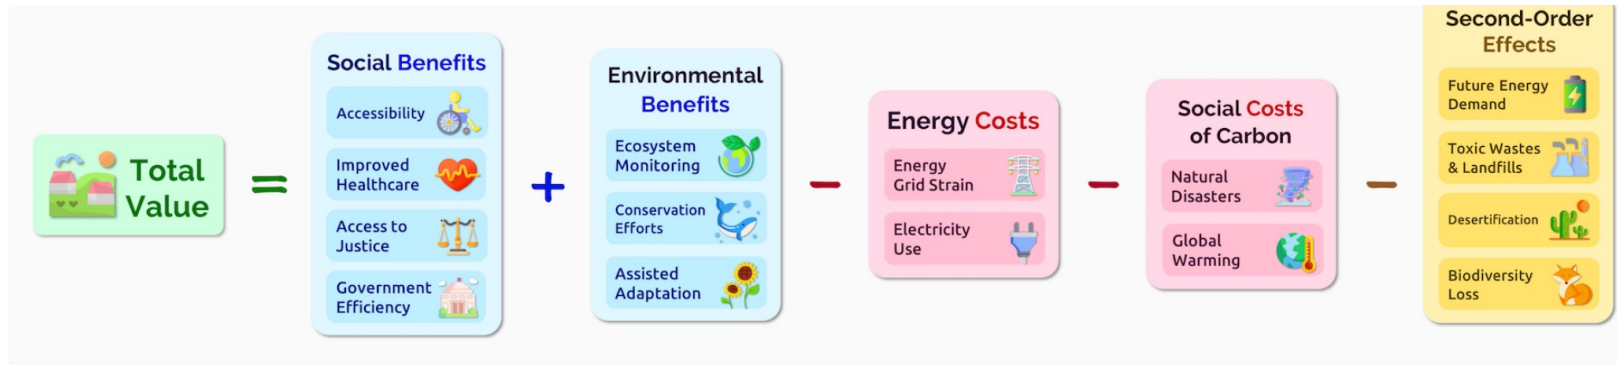 Total
Value
=
Social Benefits
Accessibility
Improved
Healthcare
Access to
Justice
Government
Efficiency
+
Environmental
Benefits
Ecosystem
Monitoring
Conservation
Efforts
Assisted
Adaptation
−
Energy Costs
Energy
Grid Strain
Electricity
Use
−
Social Costs
of Carbon
Natural
Disasters
Global
Warming
−
Second-Order
Effects
Future Energy
Demand
Toxic Wastes
& Landfills
Desertification
Biodiversity
Loss